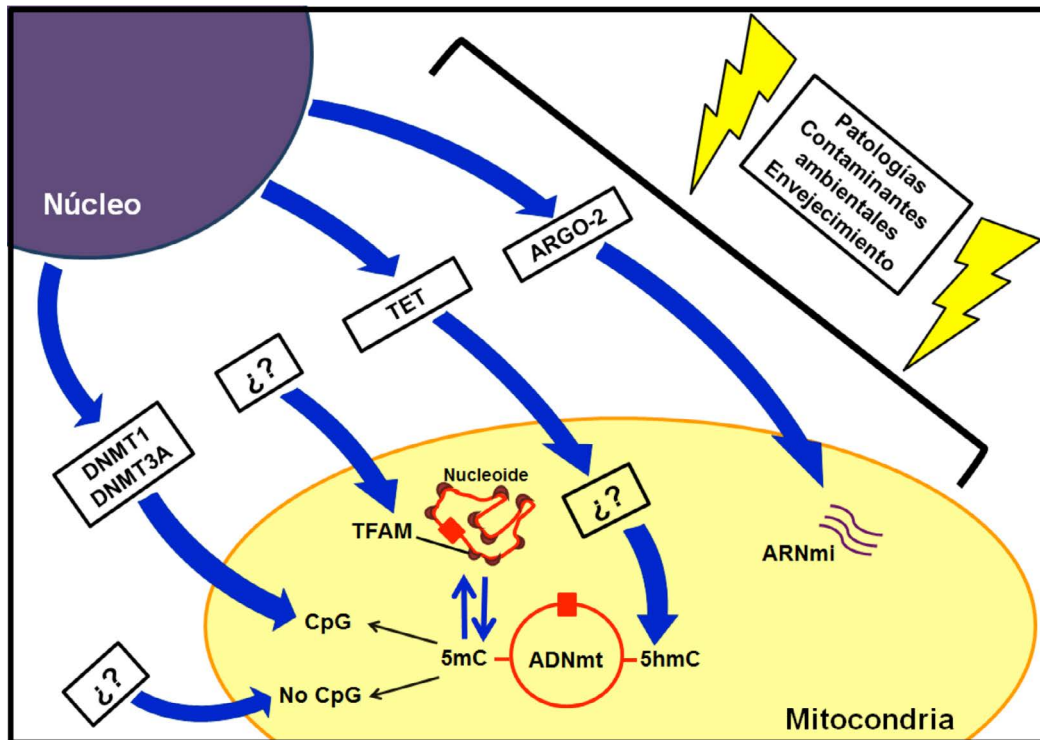 Núcleo
Patologías
Contaminantes
ambientales
Envejecimiento
ARGO-2
TET
¿?
DNMT1
DNMT3A
Nucleoide
¿?
TFAM
ARNmi
CpG
5mC
ADNmt
5hmC
¿?
No CpG
Mitocondria